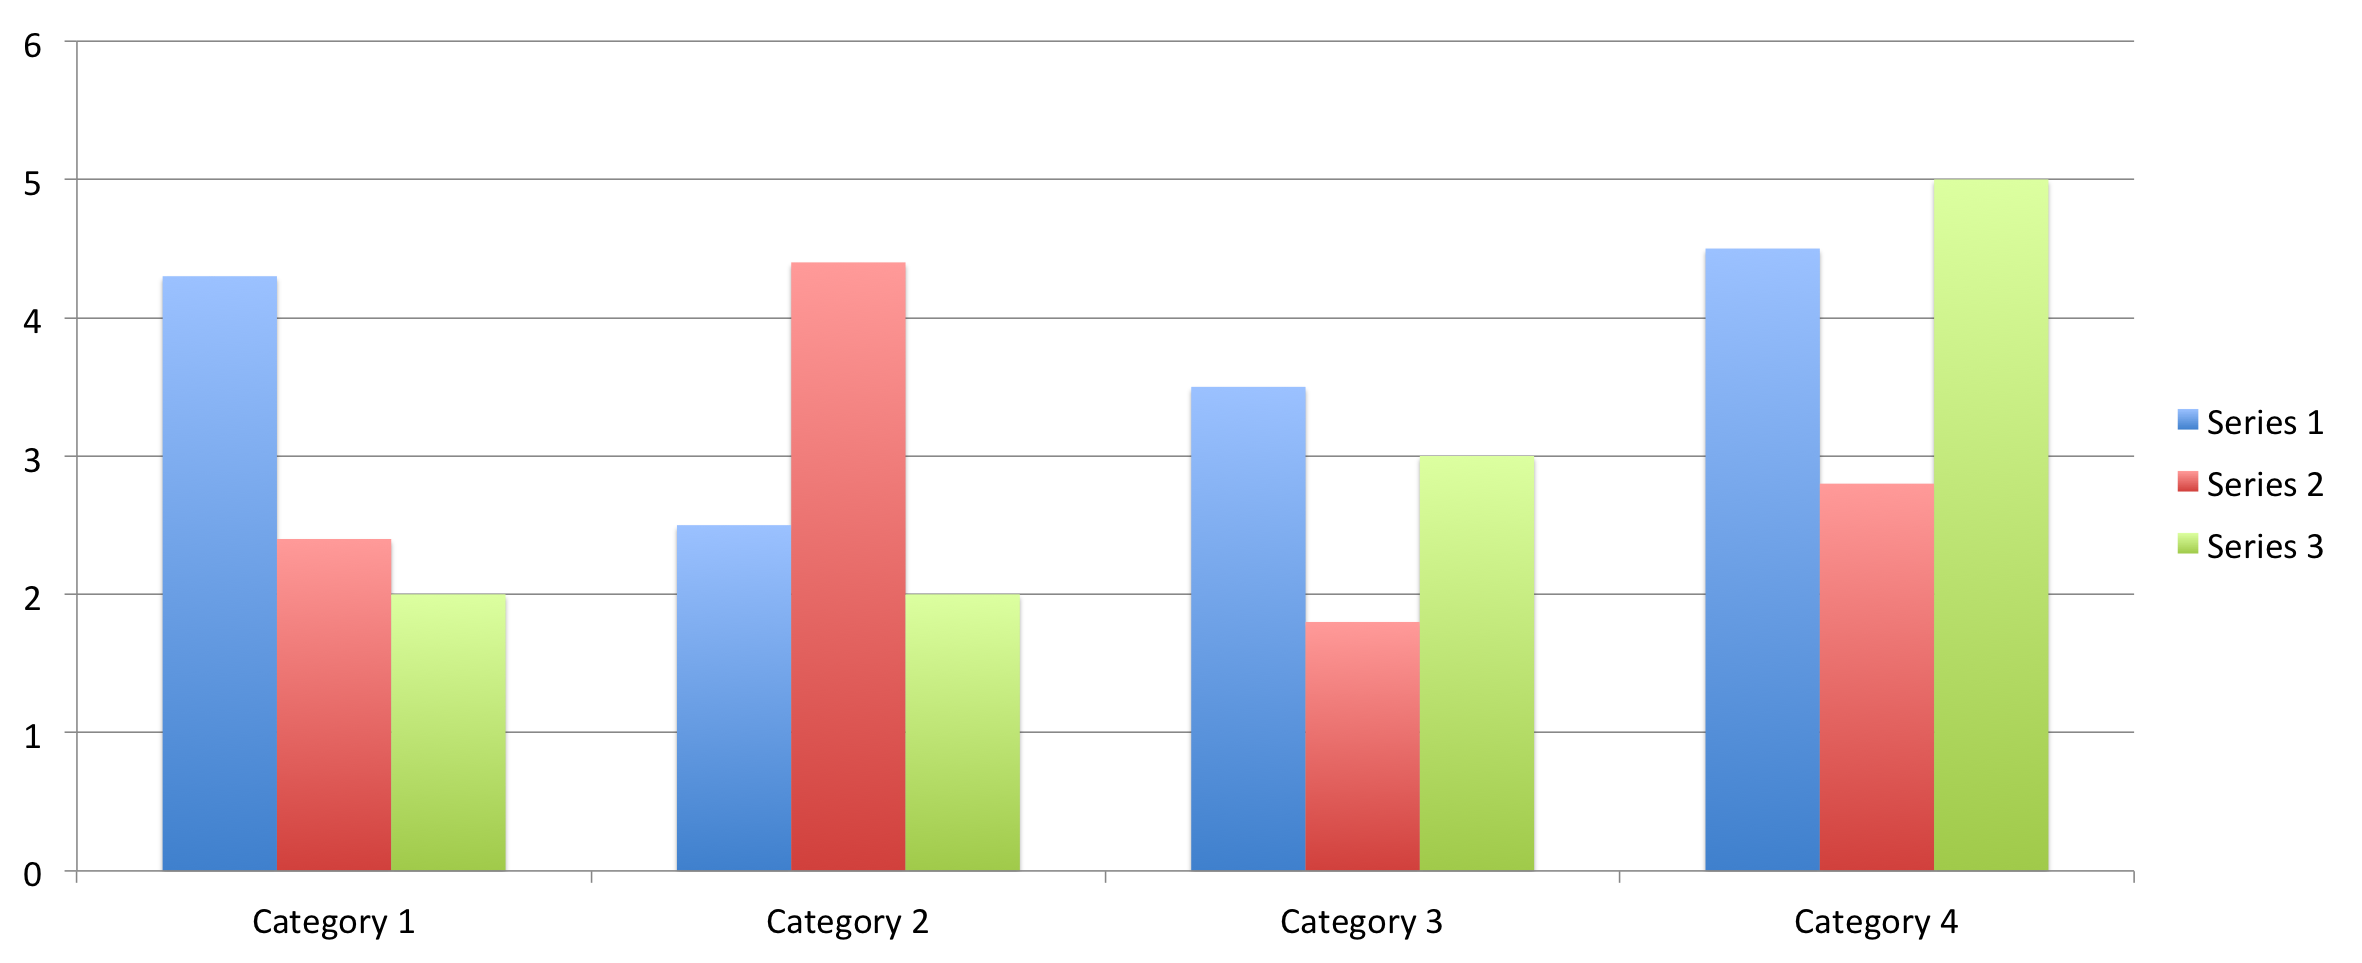 6
5
4
3
2
1
0
Category 1
Category 2
Category 3
Category 4
Series 1
Series 2
Series 3